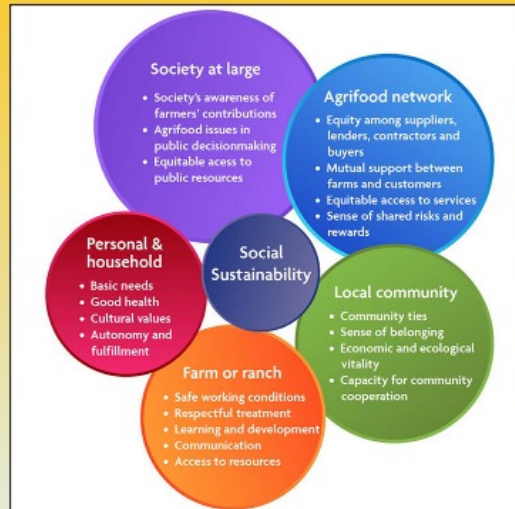 Society at large
• Society's awareness of
farmers' contributions
• Agrifood issues in
public decisionmaking
• Equitable acess to
public resources
Agrifood network
• Equity among suppliers,
lenders, contractors and
buyers
• Mutual support between
farms and customers
• Equitable access to services
• Sense of shared risks and
rewards
Personal &
household
• Basic needs
• Good health
• Cultural values
• Autonomy and
fulfillment
Social
Sustainability
Local community
• Community ties
• Sense of belonging
• Economic and ecological
vitality
• Capacity for community
cooperation
Farm or ranch
• Safe working conditions
• Respectful treatment
• Learning and development
• Communication
• Access to resources